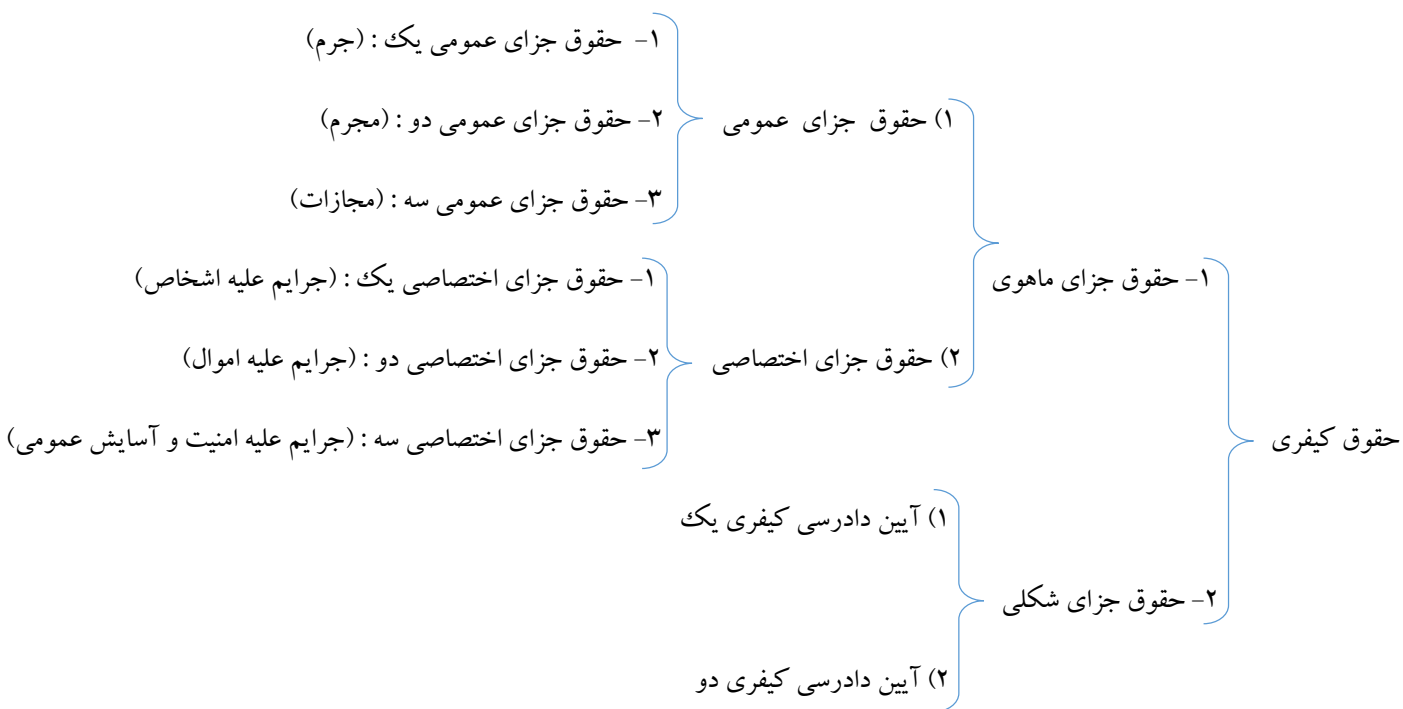 ۱- حقوق جزای عمومی یک : (جرم)
۱) حقوق جزای عمومی
۲- حقوق جزای عمومی دو : (مجرم)
۳- حقوق جزای عمومی سه : (مجازات)
۱- حقوق جزای ماهوی
۱- حقوق جزای اختصاصی یک : (جرایم علیه اشخاص)
۲) حقوق جزای اختصاصی
۲- حقوق جزای اختصاصی دو : (جرایم علیه اموال)
حقوق کیفری
۳- حقوق جزای اختصاصی سه : (جرایم علیه امنیت و آسایش عمومی)
۱) آیین دادرسی کیفری یک
۲- حقوق جزای شکلی
۲) آیین دادرسی کیفری دو